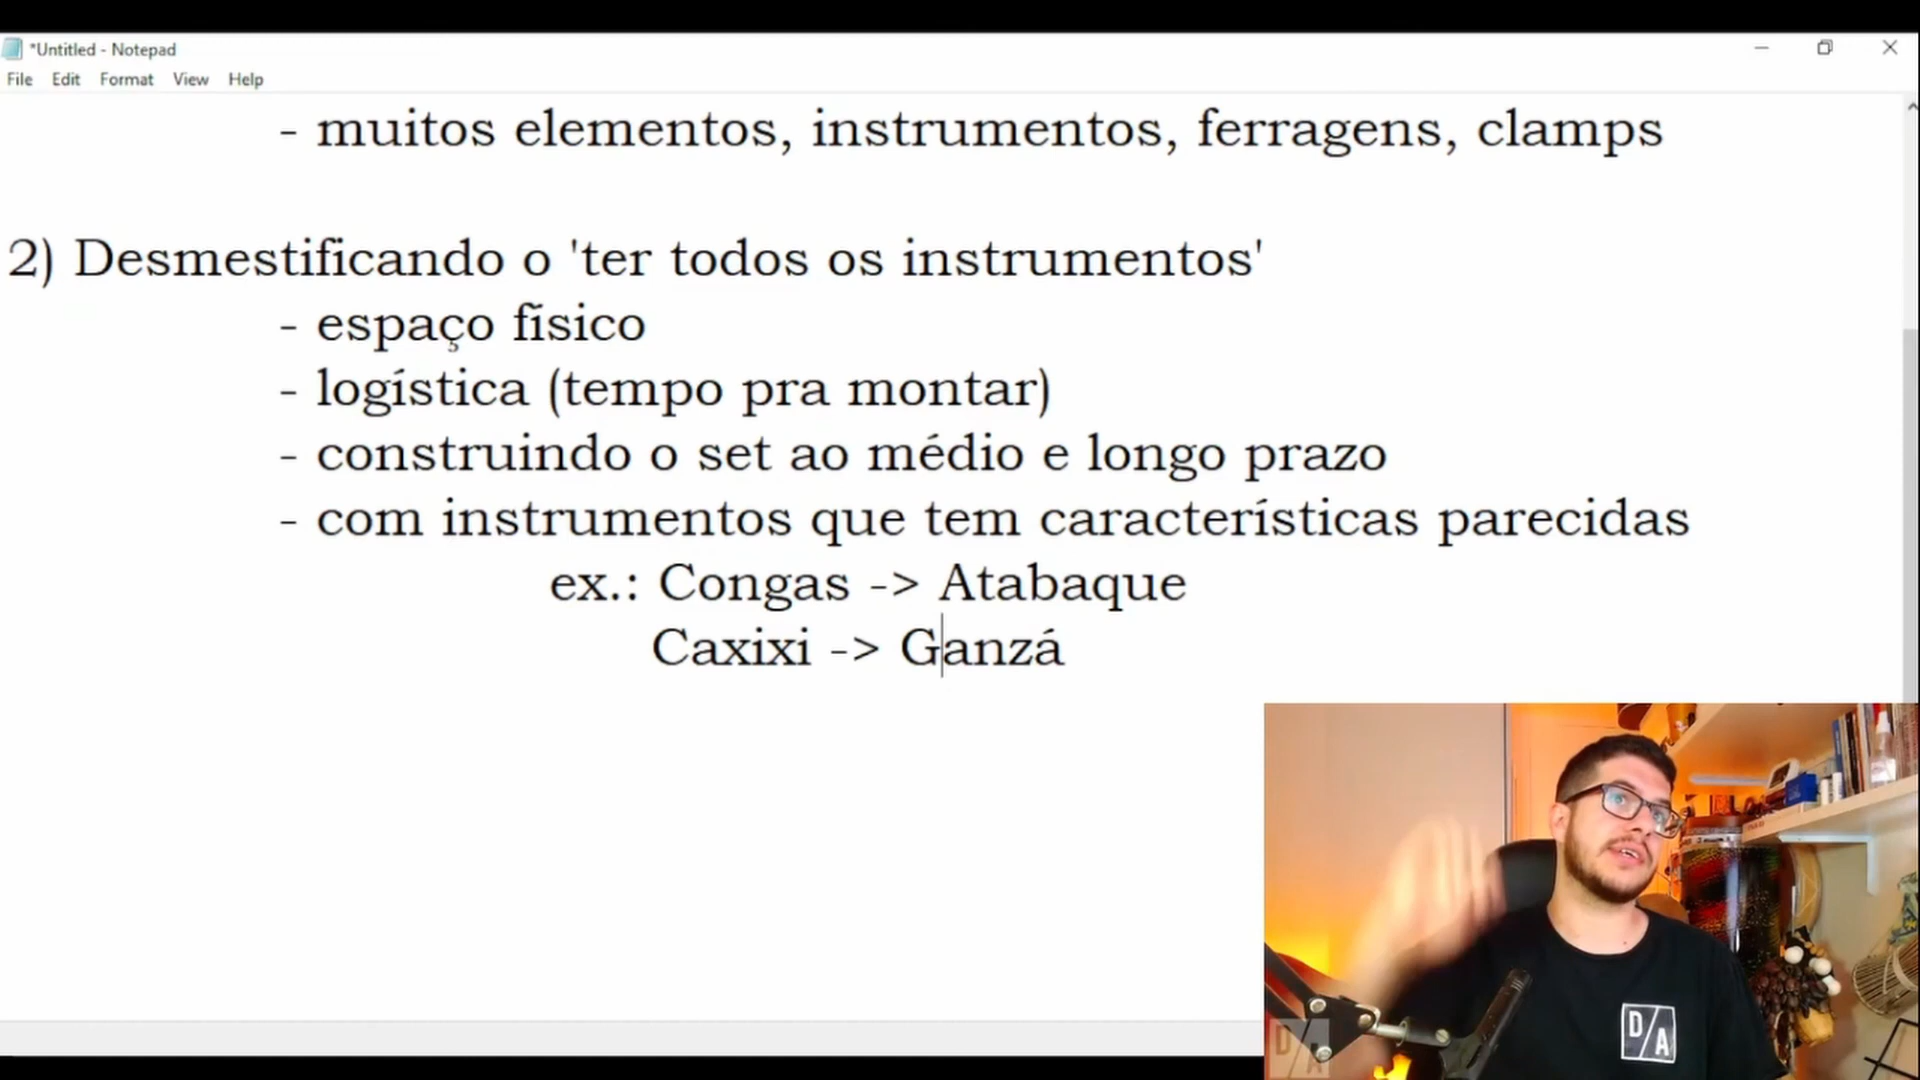 *Untitled - Notepad
File Edit Format View Help
- muitos elementos, instrumentos, ferragens, clamps
2) Desmestificando o 'ter todos os instrumentos'
- espaço físico
- logística (tempo pra montar)
- construindo o set ao médio e longo prazo
- com instrumentos que tem características parecidas
ex.: Congas -> Atabaque
Caxixi -> Ganzá
D/A
D/A